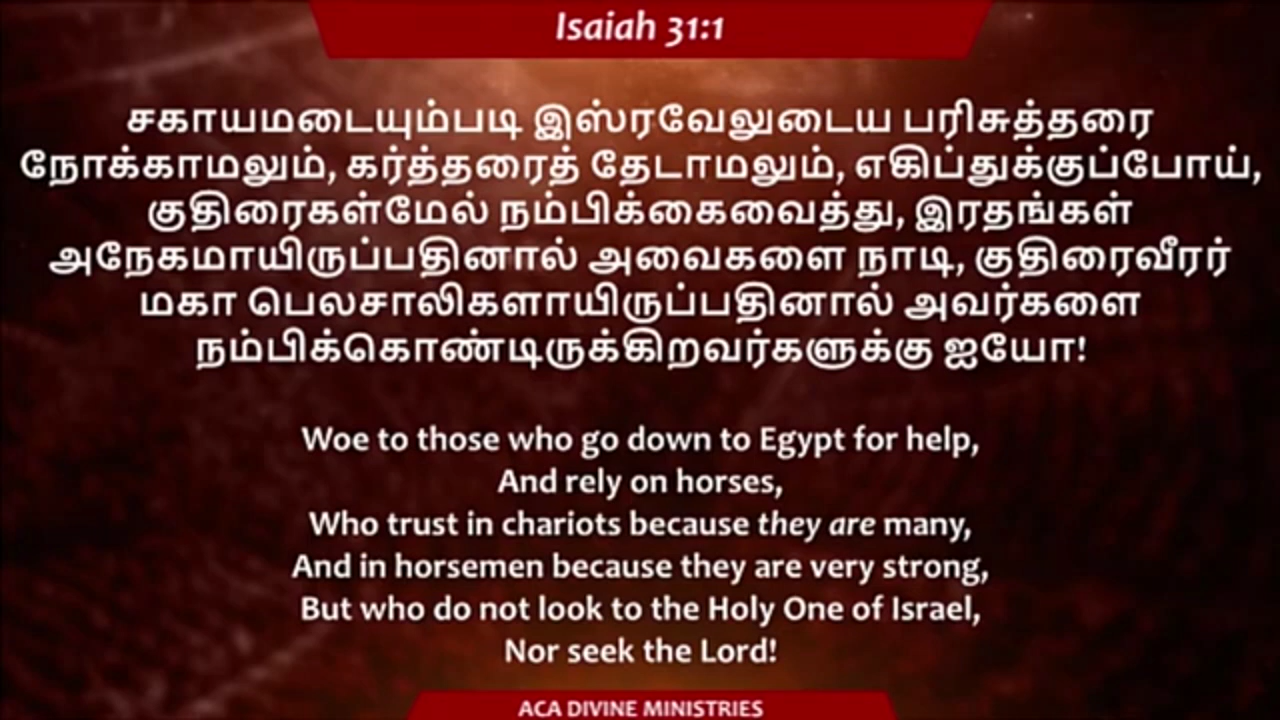 Isaiah 31:1
சகாயமடையும்படி இஸ்ரவேலுடைய பரிசுத்தரை
நோக்காமலும், கர்த்தரைத் தேடாமலும், எகிப்துக்குப்போய்,
குதிரைகள்மேல் நம்பிக்கைவைத்து, இரதங்கள்
அநேகமாயிருப்பதினால் அவைகளை நாடி, குதிரைவீரர்
மகா பெலசாலிகளாயிருப்பதினால் அவர்களை
நம்பிக்கொண்டிருக்கிறவர்களுக்கு ஐயோ!
Woe to those who go down to Egypt for help,
And rely on horses,
Who trust in chariots because they are many,
And in horsemen because they are very strong,
But who do not look to the Holy One of Israel,
Nor seek the Lord!
ACA DIVINE MINISTRIES